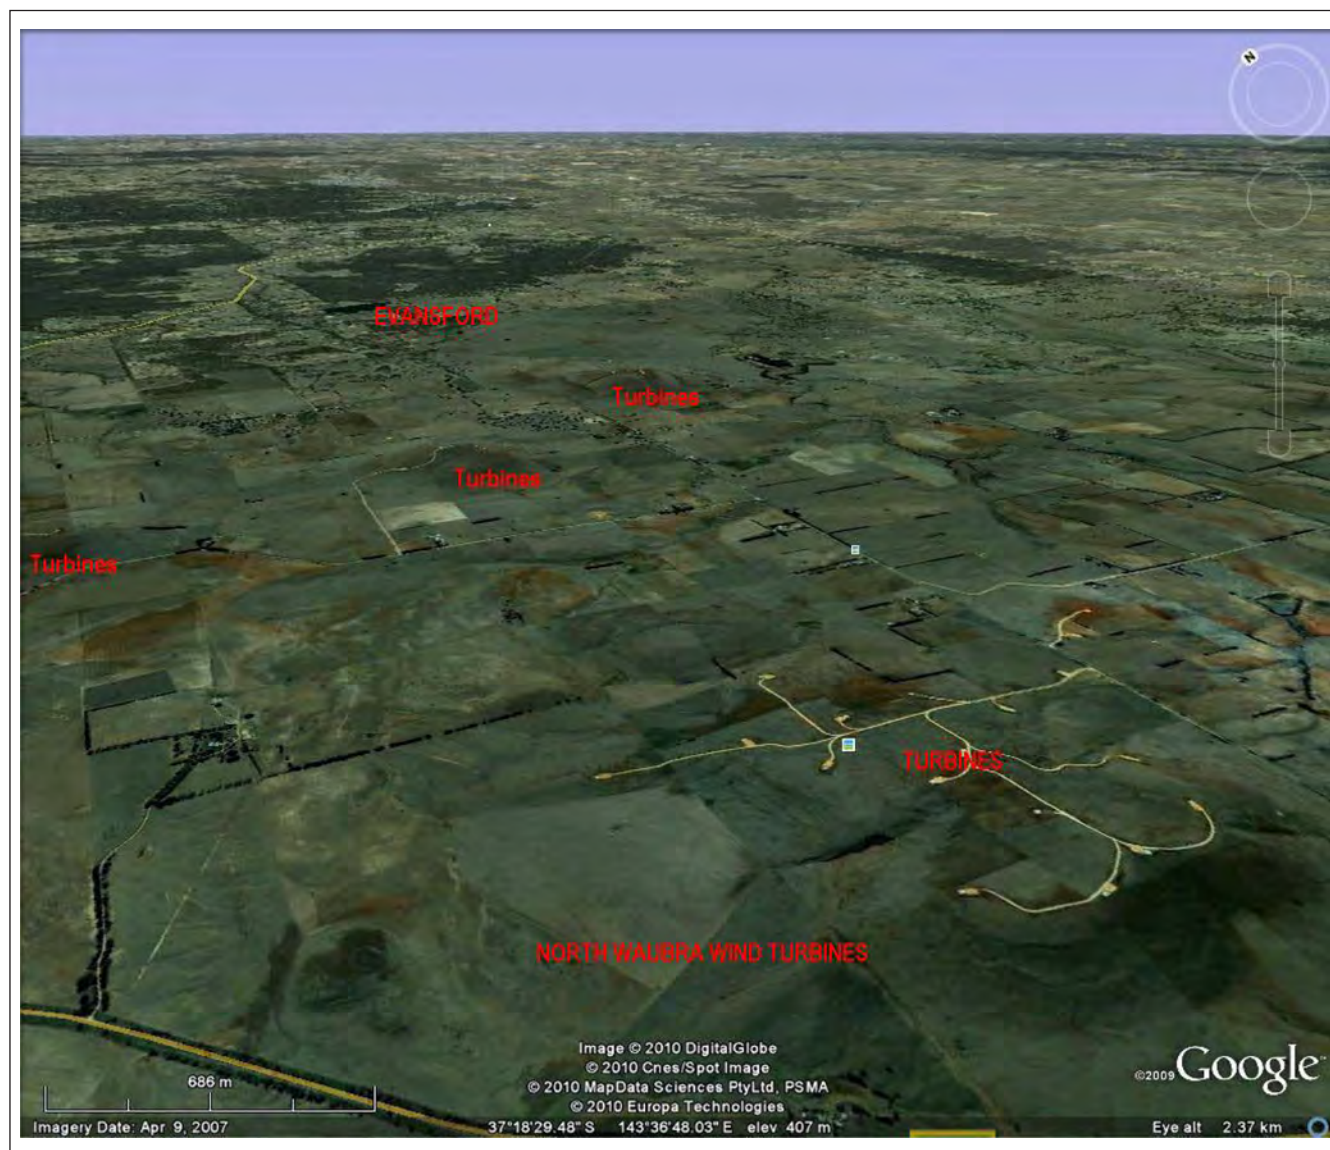 N
EVANSFORD
Turbines
Turbines
Turbines
TURBINES
NORTH WAUBRA WIND TURBINES
Image © 2010 DigitalGlobe
© 2010 Cnes/Spot Image
© 2010 MapData Sciences PtyLtd, PSMA
© 2010 Europa Technologies
©2009 Google™
686 m
Imagery Date: Apr 9, 2007 37°18'29.48" S 143°36'48.03" E elev 407 m Eye alt 2.37 km